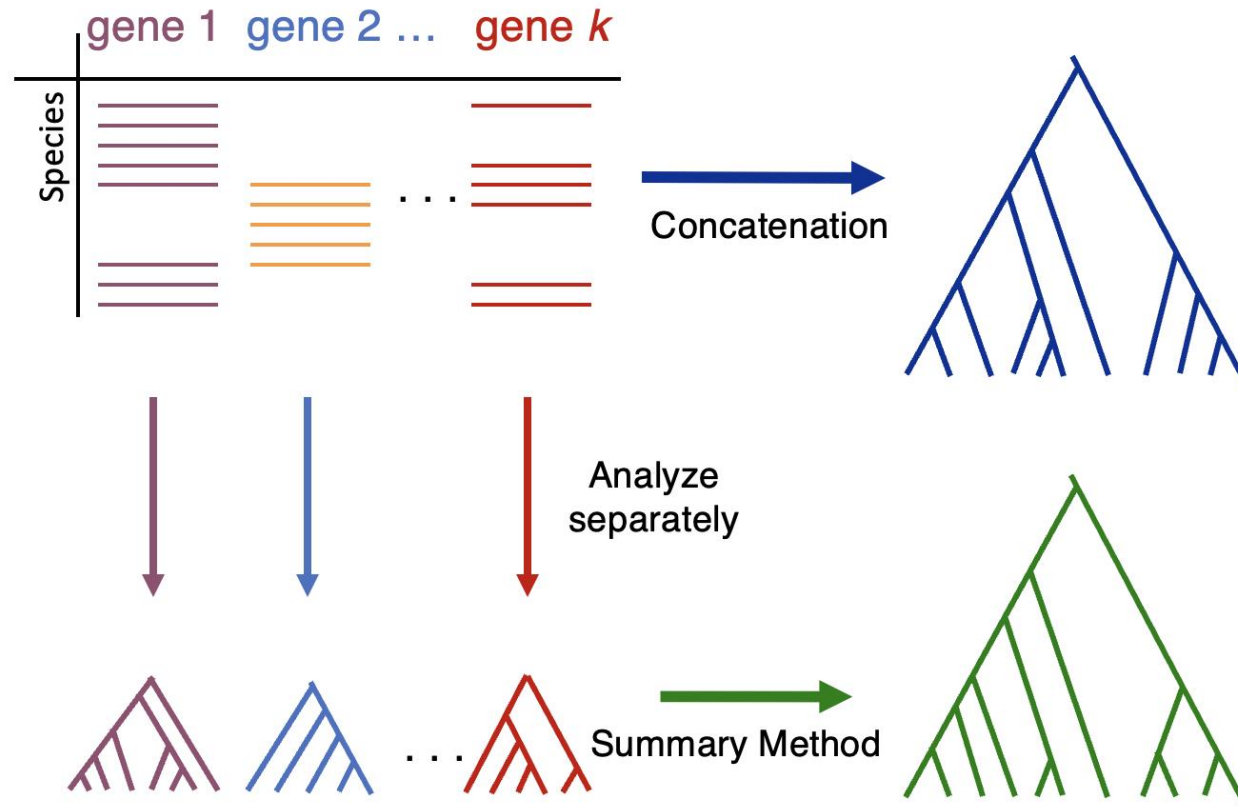 gene 1 gene 2 ... gene k
Species
. . .
Concatenation
Analyze
separately
. . .
Summary Method